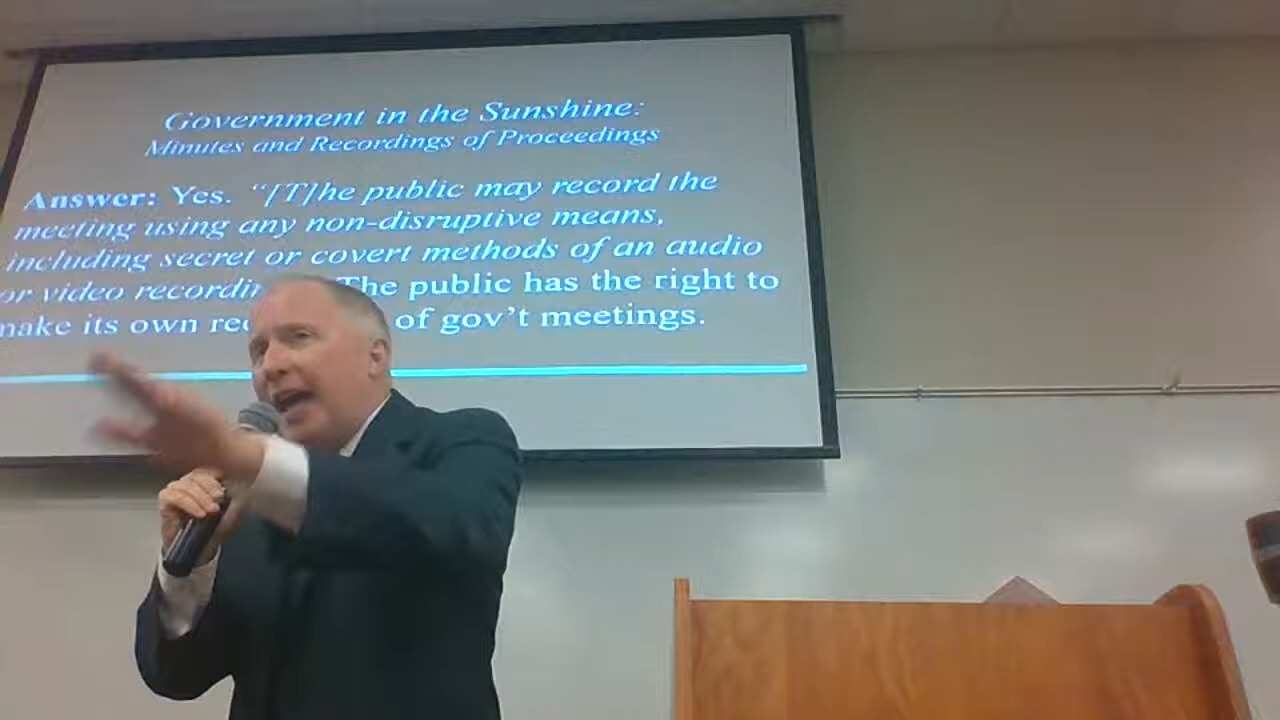 Government in the Sunshine:
Minutes and Recordings of Proceedings
Answer: Yes. "[T]he public may record the
meeting using any non-disruptive means,
including secret or covert methods of an audio
or video The public has the right to
make its own of gov't meetings.